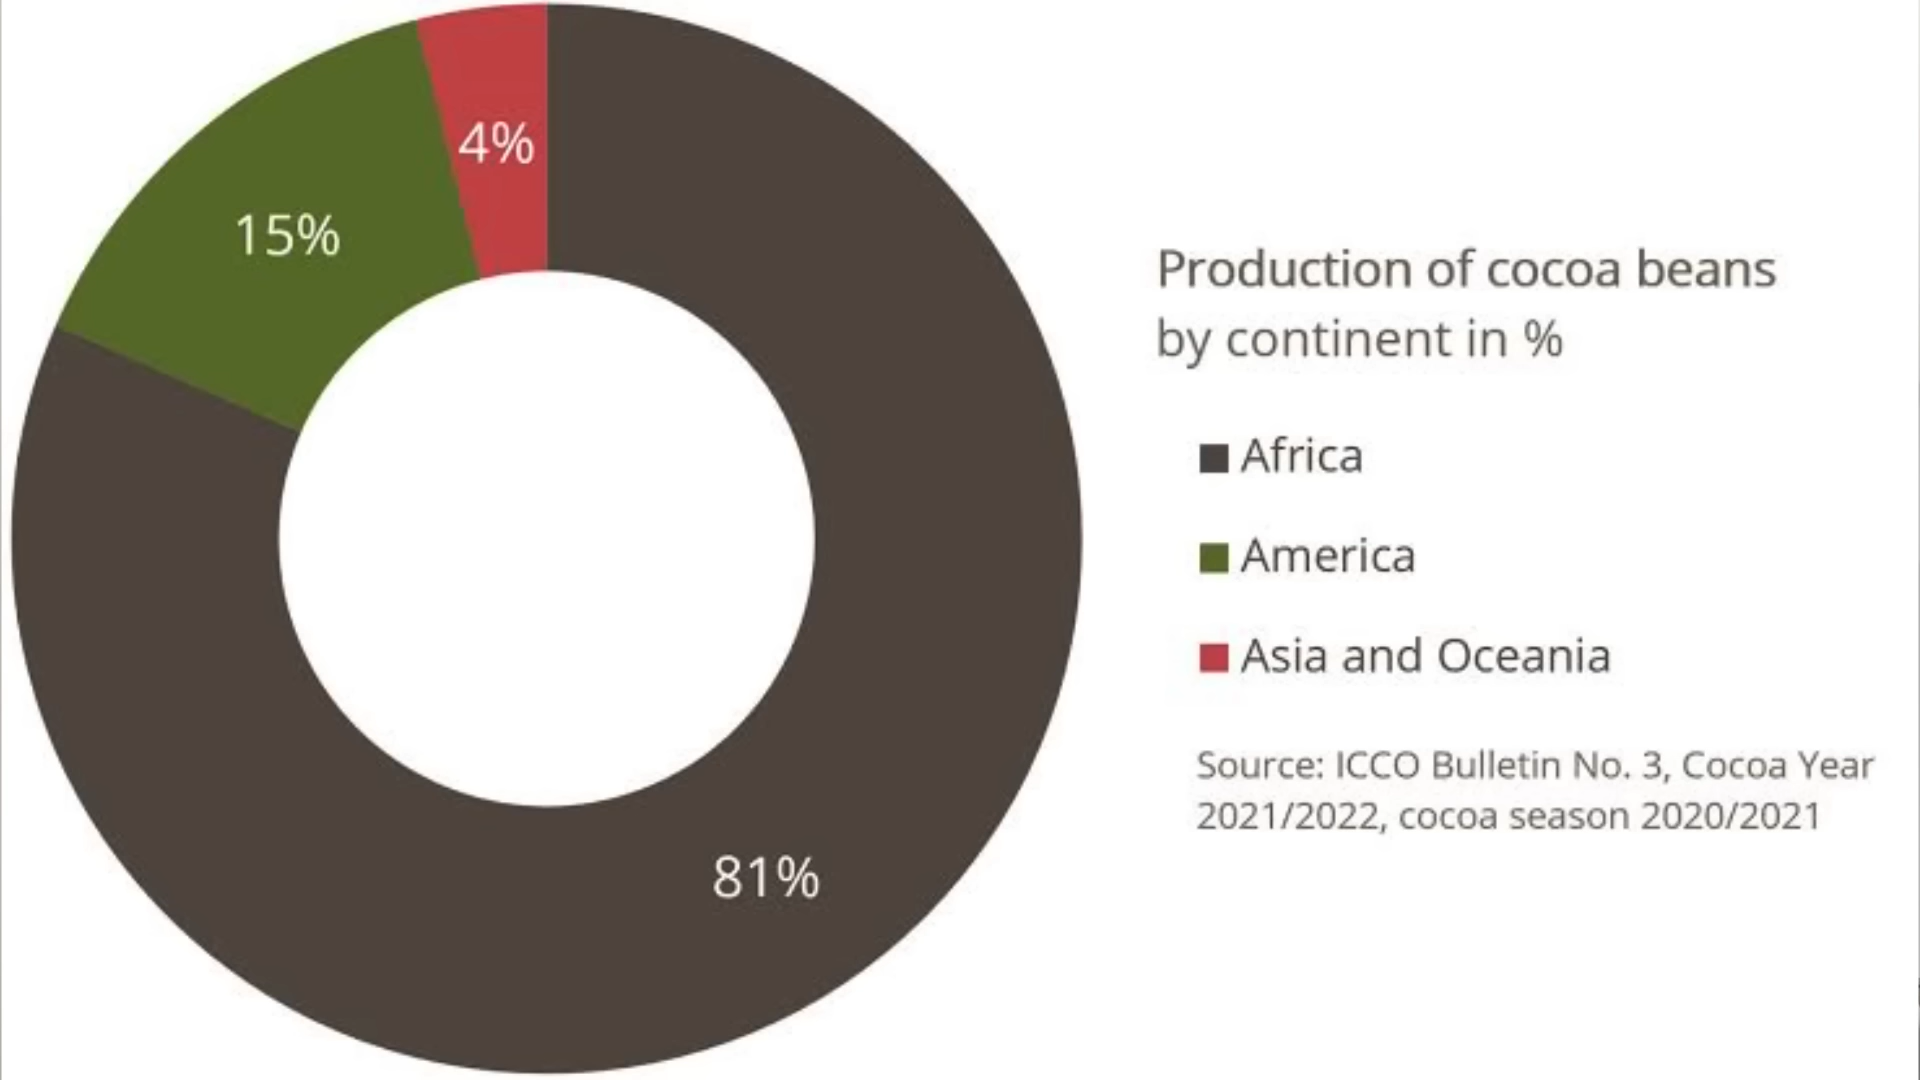 4%
15%
81%
Production of cocoa beans
by continent in %
Africa
America
Asia and Oceania
Source: ICCO Bulletin No. 3, Cocoa Year
2021/2022, cocoa season 2020/2021